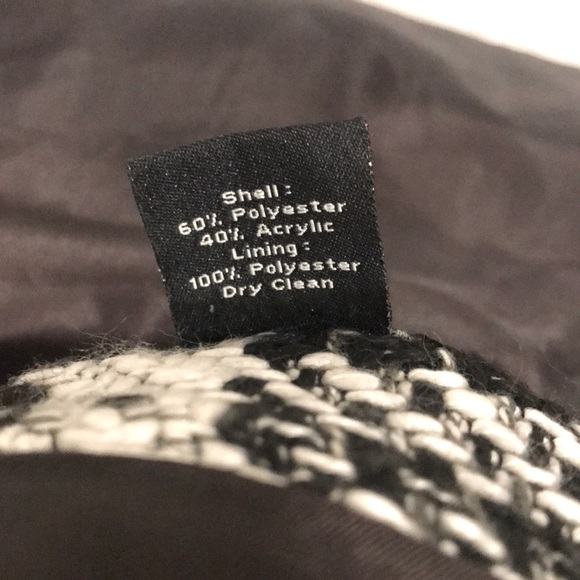 Shell:
60% Polyester
40% Acrylic
Lining:
100% Polyester
Dry Clean